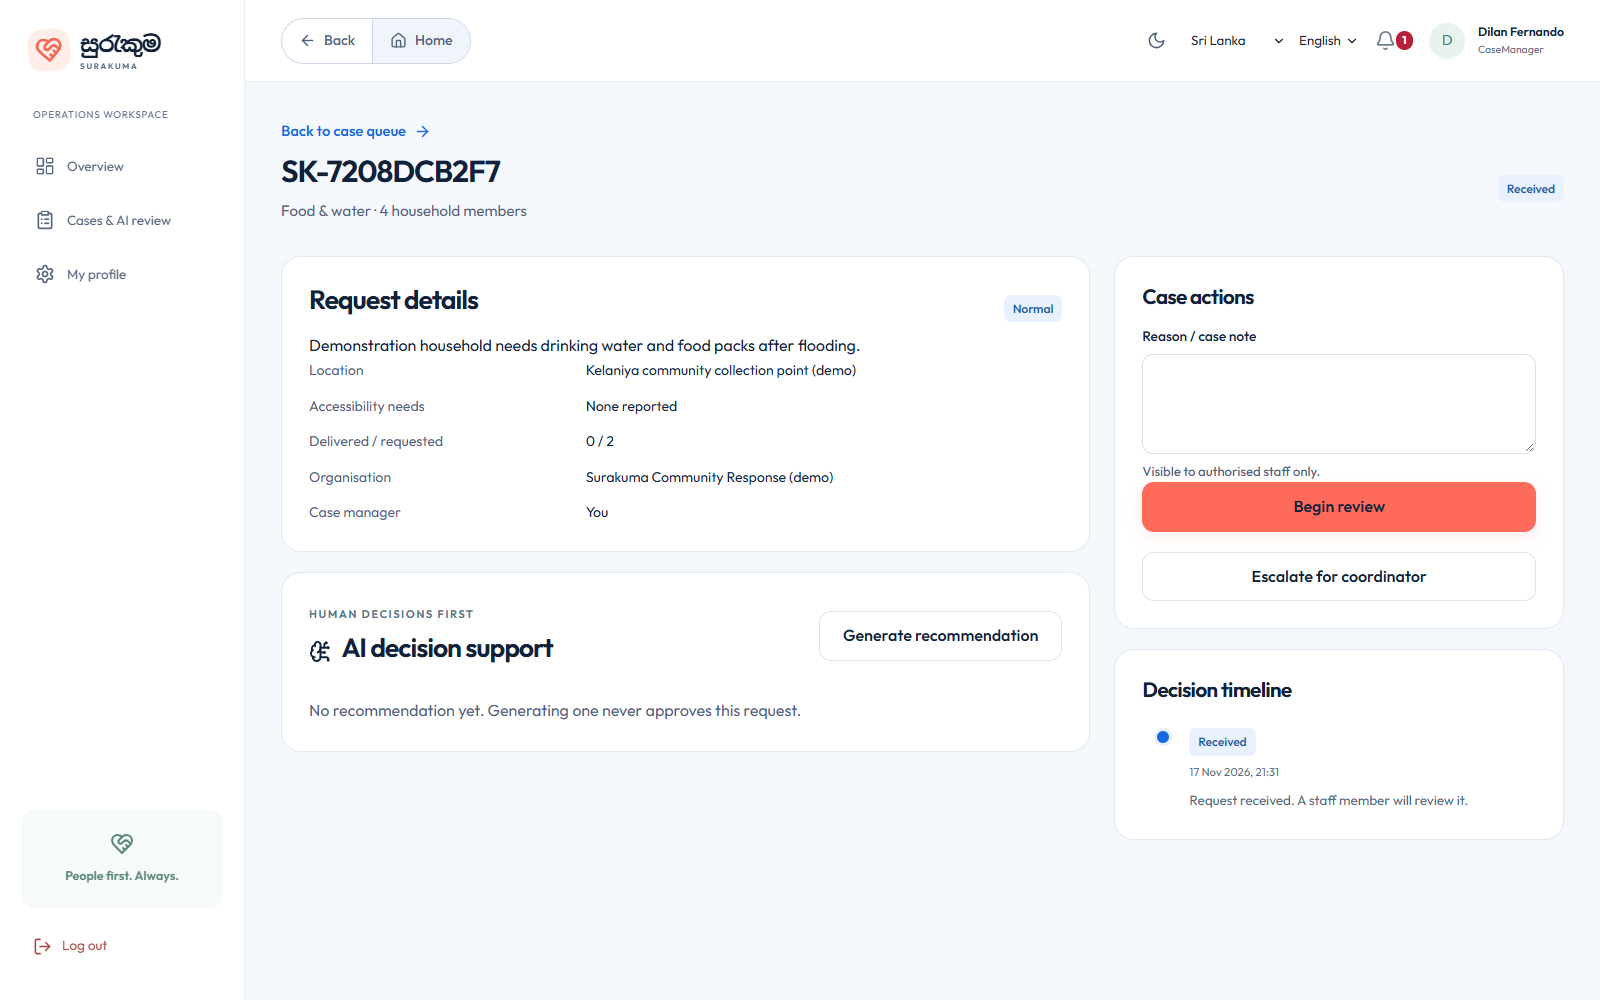 සුරැකුම
SURAKUMA
OPERATIONS WORKSPACE
Overview
Cases & AI review
My profile
People first. Always.
Log out
Back
Home
Sri Lanka
English
1
D
Dilan Fernando
CaseManager
Back to case queue
SK-7208DCB2F7
Food & water · 4 household members
Received
Request details
Normal
Demonstration household needs drinking water and food packs after flooding.
Location
Kelaniya community collection point (demo)
Accessibility needs
None reported
Delivered / requested
0 / 2
Organisation
Surakuma Community Response (demo)
Case manager
You
HUMAN DECISIONS FIRST
AI decision support
Generate recommendation
No recommendation yet. Generating one never approves this request.
Case actions
Reason / case note
Visible to authorised staff only.
Begin review
Escalate for coordinator
Decision timeline
Received
17 Nov 2026, 21:31
Request received. A staff member will review it.